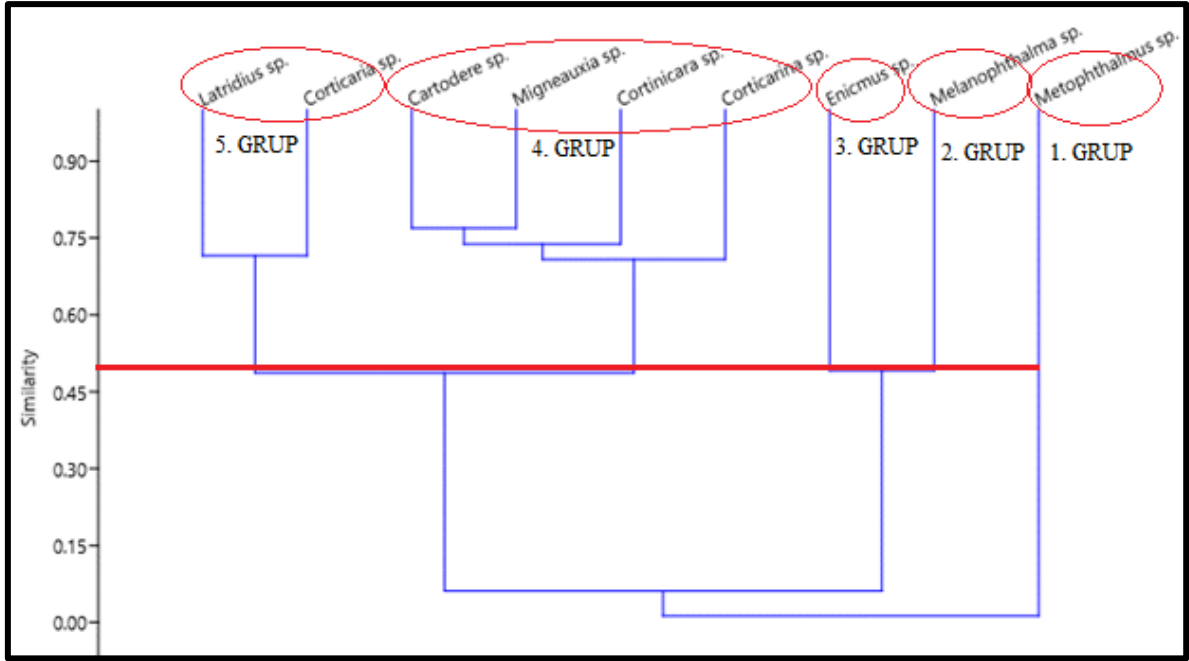 Latridius sp.
Corticaria sp.
Cartodere sp.
Migneauxia sp.
Cortinicara sp.
Corticarina sp.
Enicmus sp.
Melanophthalma sp.
Metophthalmus sp.
5. GRUP
4. GRUP
3. GRUP
2. GRUP
1. GRUP
0.90
0.75
0.60
0.45
0.30
0.15
0.00
Similarity